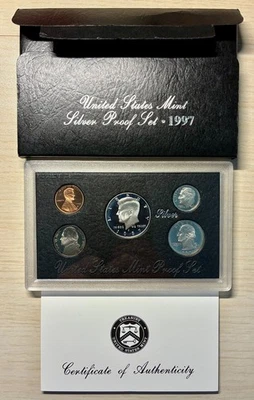 United States Mint
Silver Proof Set • 1997
Silver
United States Mint Proof Set
Certificate of Authenticity